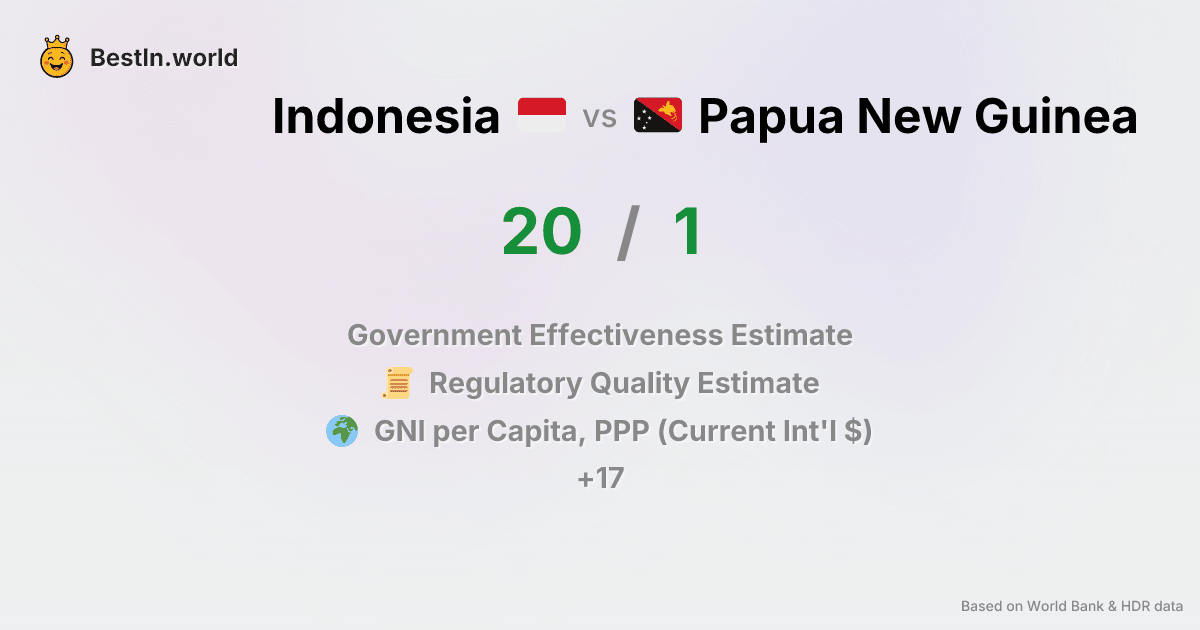 BestIn.world
Indonesia vs Papua New Guinea
20 / 1
Government Effectiveness Estimate
Regulatory Quality Estimate
GNI per Capita, PPP (Current Int'l $)
+17
Based on World Bank & HDR data